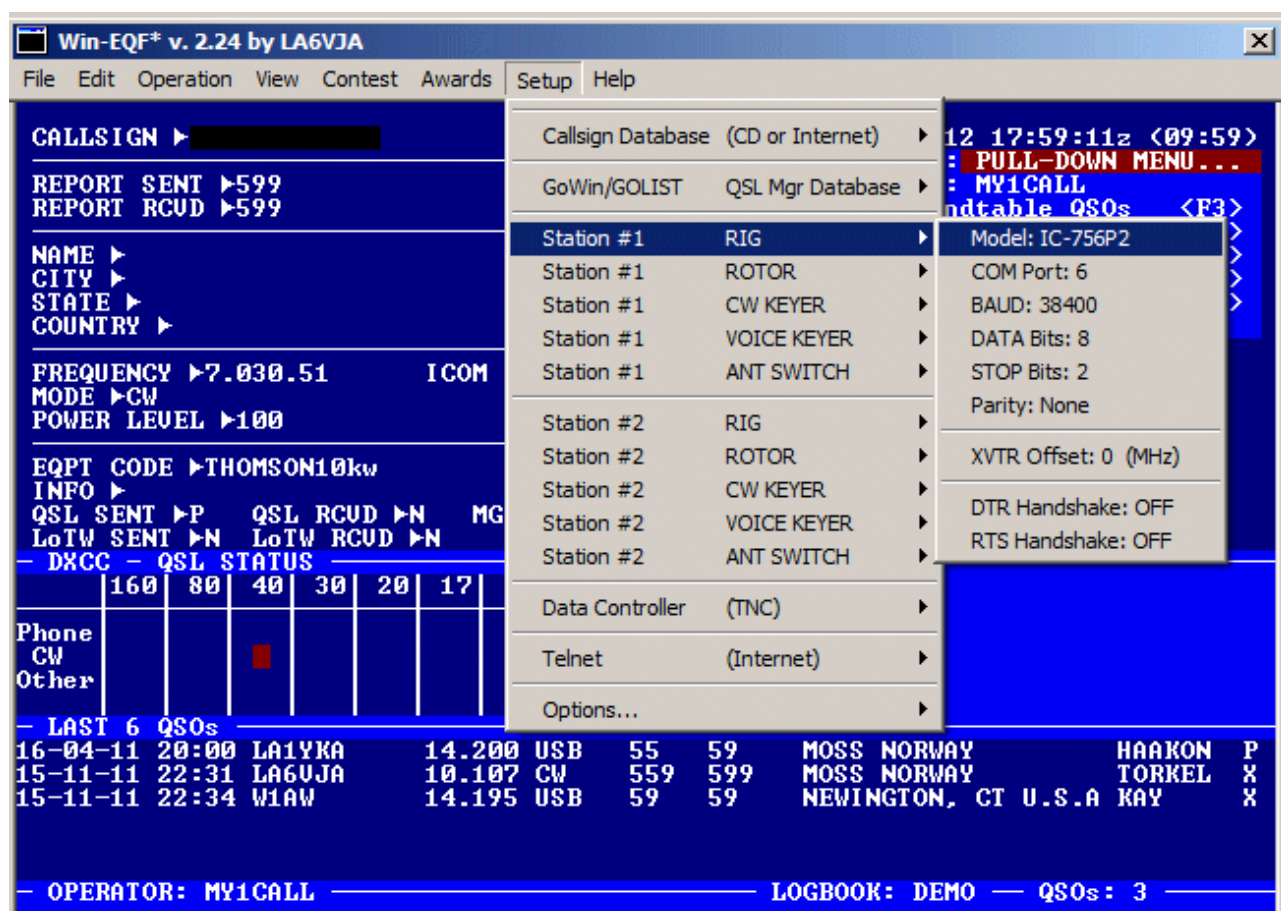 Win-EQF* v. 2.24 by LA6VJA
File Edit Operation View Contest Awards Setup Help
CALLSIGN
12 17:59:11z (09:59)
: PULL-DOWN MENU...
REPORT SENT 599
: MY1CALL
REPORT RCVD 599
ndtable QSOs <F3>
NAME
CITY
STATE
COUNTRY
FREQUENCY 7.030.51 ICOM
MODE CW
POWER LEVEL 100
EQPT CODE THOMSON10kw
INFO
QSL SENT P QSL RCVD N MG
LoTW SENT N LoTW RCVD N
Callsign Database (CD or Internet)
GoWin/GOLIST QSL Mgr Database
Station #1 RIG
Station #1 ROTOR
Station #1 CW KEYER
Station #1 VOICE KEYER
Station #1 ANT SWITCH
Station #2 RIG
Station #2 ROTOR
Station #2 CW KEYER
Station #2 VOICE KEYER
Station #2 ANT SWITCH
Data Controller (TNC)
Telnet (Internet)
Options...
Model: IC-756P2
COM Port: 6
BAUD: 38400
DATA Bits: 8
STOP Bits: 2
Parity: None
XVTR Offset: 0 (MHz)
DTR Handshake: OFF
RTS Handshake: OFF
DXCC - QSL STATUS
160 80 40 30 20 17
Phone
CW
Other
LAST 6 QSOs
16-04-11 20:00 LA1YKA 14.200 USB 55 59 MOSS NORWAY HAAKON P
15-11-11 22:31 LA6VJA 10.107 CW 559 599 MOSS NORWAY TORKEL X
15-11-11 22:34 W1AW 14.195 USB 59 59 NEWINGTON, CT U.S.A KAY X
OPERATOR: MY1CALL LOGBOOK: DEMO QSOs: 3